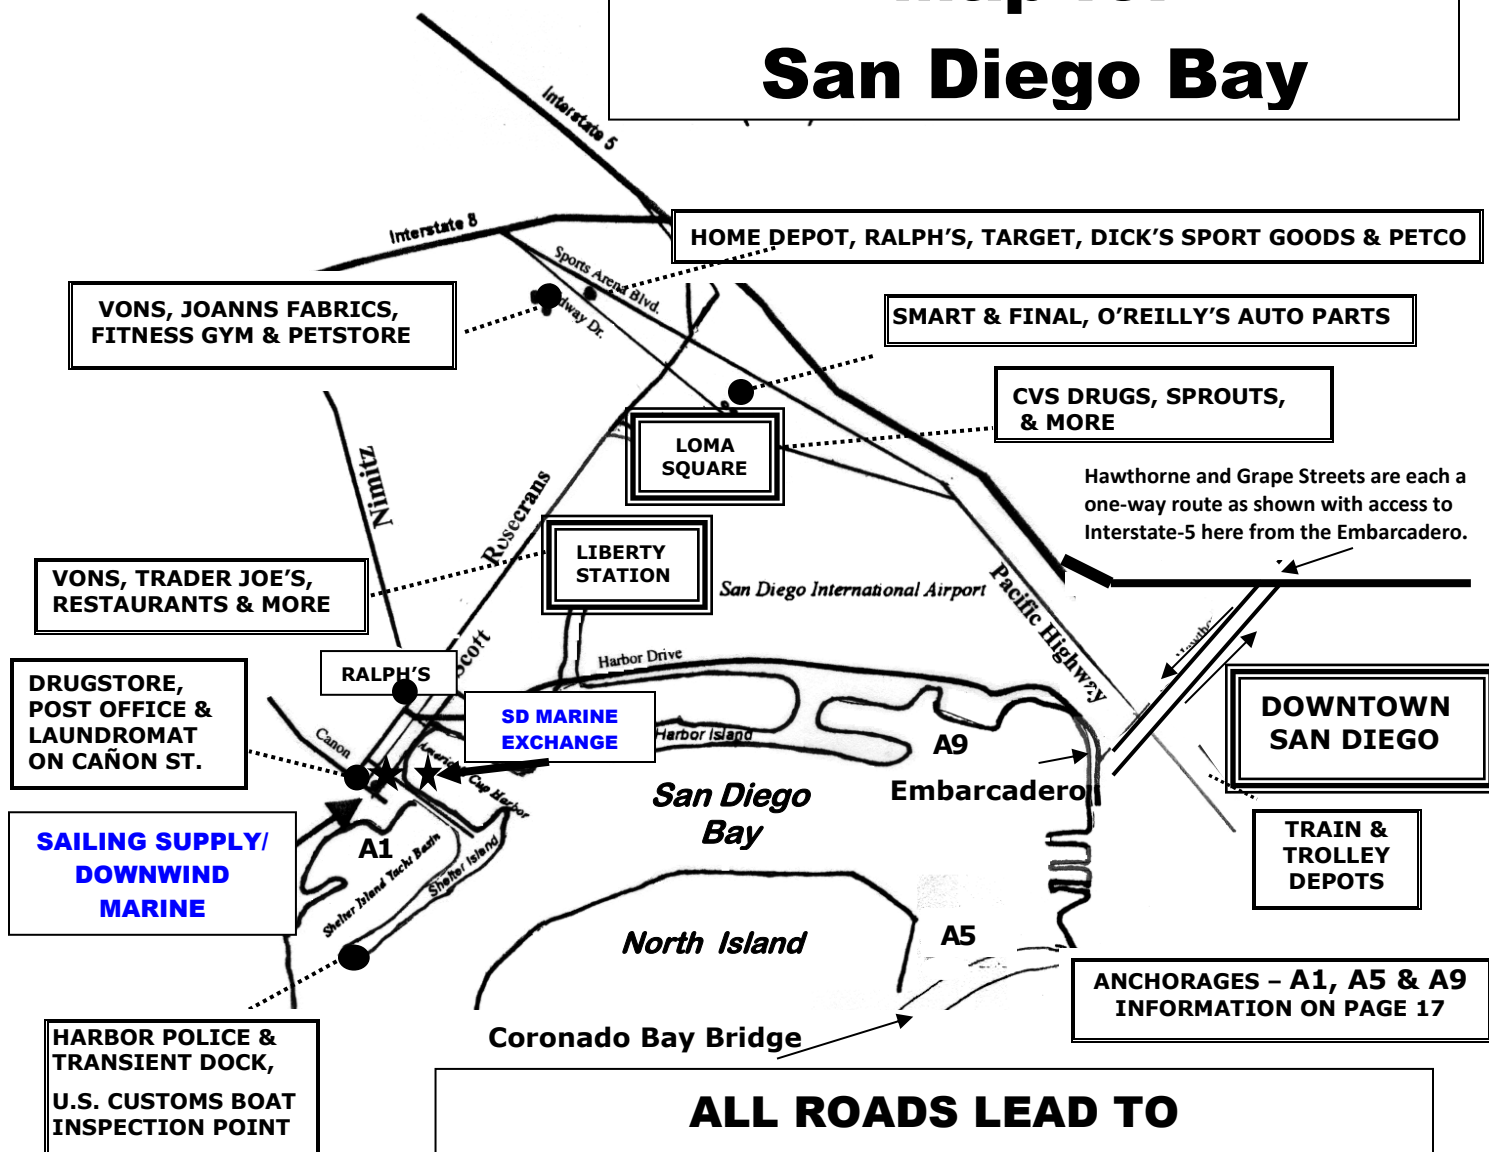 San Diego Bay
Interstate 5
Interstate 8
HOME DEPOT, RALPH'S, TARGET, DICK'S SPORT GOODS & PETCO
Sports Arena Blvd.
dway Dr.
VONS, JOANNS FABRICS,
FITNESS GYM & PETSTORE
SMART & FINAL, O'REILLY'S AUTO PARTS
CVS DRUGS, SPROUTS,
& MORE
LOMA
SQUARE
Nimitz
Rosecrans
Hawthorne and Grape Streets are each a
one-way route as shown with access to
Interstate-5 here from the Embarcadero.
LIBERTY
STATION
VONS, TRADER JOE'S,
RESTAURANTS & MORE
San Diego International Airport
Pacific Highway
Scott
Harbor Drive
RALPH'S
DRUGSTORE,
POST OFFICE &
LAUNDROMAT
ON CAÑON ST.
Canon
SD MARINE
EXCHANGE
Harbor Island
A9
DOWNTOWN
SAN DIEGO
Embarcadero
America's Cup Harbor
San Diego
Bay
SAILING SUPPLY/
DOWNWIND
MARINE
A1
Shelter Island Yacht Basin
Shelter Island
TRAIN &
TROLLEY
DEPOTS
North Island
A5
ANCHORAGES – A1, A5 & A9
INFORMATION ON PAGE 17
Coronado Bay Bridge
HARBOR POLICE &
TRANSIENT DOCK,
U.S. CUSTOMS BOAT
INSPECTION POINT
ALL ROADS LEAD TO